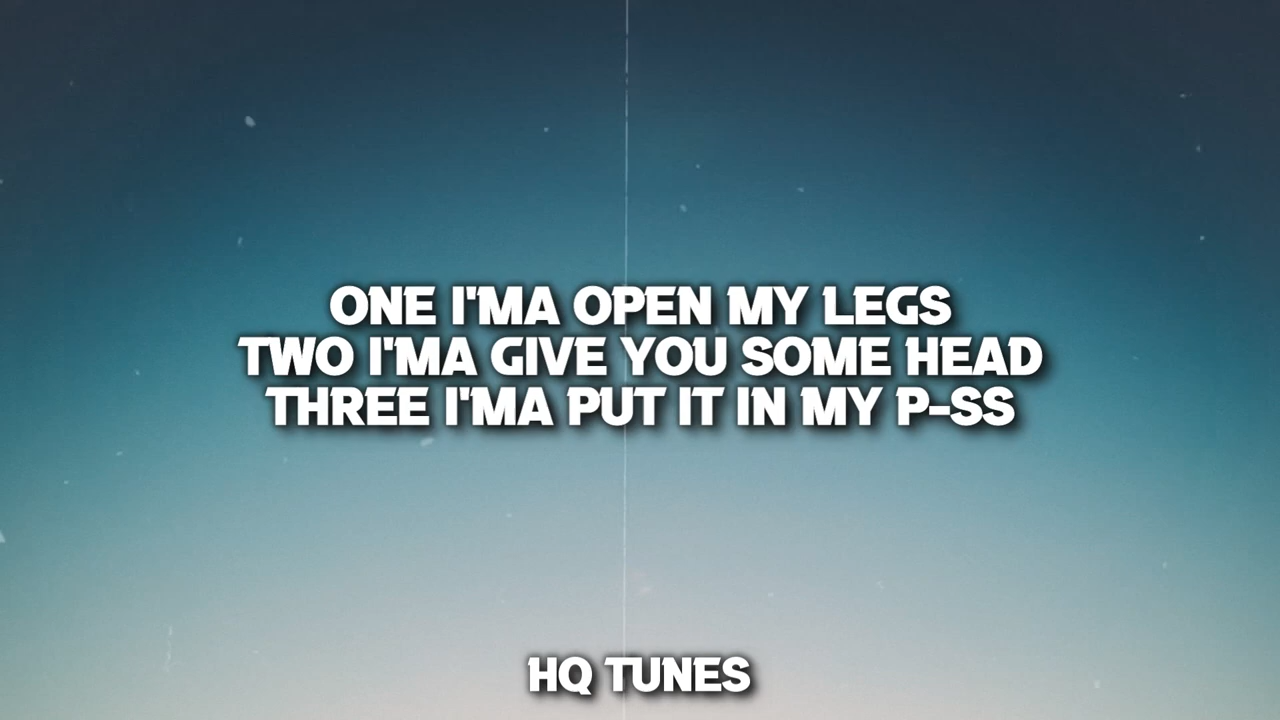 ONE I'MA OPEN MY LEGS
TWO I'MA GIVE YOU SOME HEAD
THREE I'MA PUT IT IN MY P-SS
HQ TUNES